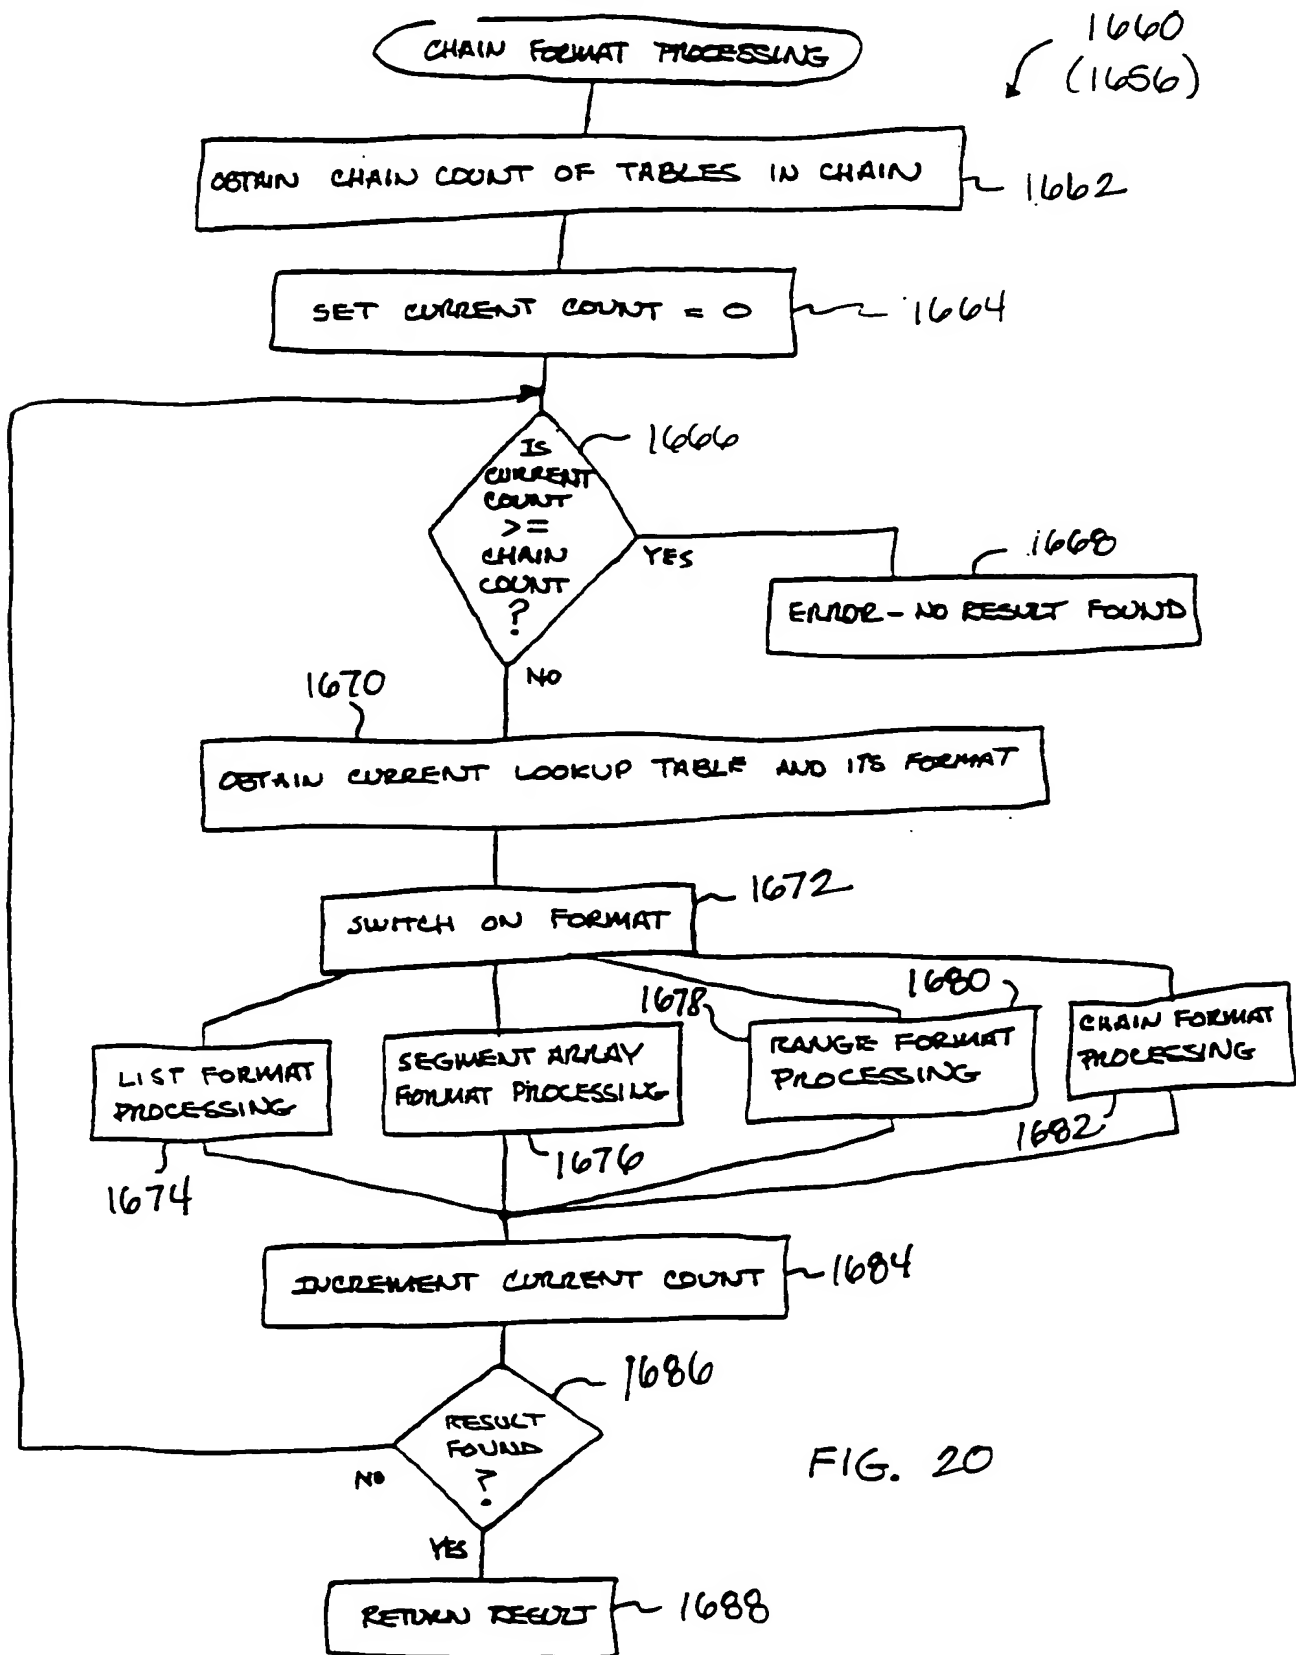 CHAIN FORMAT PROCESSING
1660
(1656)
OBTAIN CHAIN COUNT OF TABLES IN CHAIN
1662
SET CURRENT COUNT = 0
1664
IS
CURRENT
COUNT
>=
CHAIN
COUNT
?
1666
YES
1668
ERROR - NO RESULT FOUND
NO
1670
OBTAIN CURRENT LOOKUP TABLE AND ITS FORMAT
1672
SWITCH ON FORMAT
LIST FORMAT
PROCESSING
1674
SEGMENT ARRAY
FORMAT PROCESSING
1676
1678
1680
RANGE FORMAT
PROCESSING
CHAIN FORMAT
PROCESSING
1682
INCREMENT CURRENT COUNT
1684
1686
RESULT
FOUND
?
NO
YES
FIG. 20
RETURN RESULT
1688